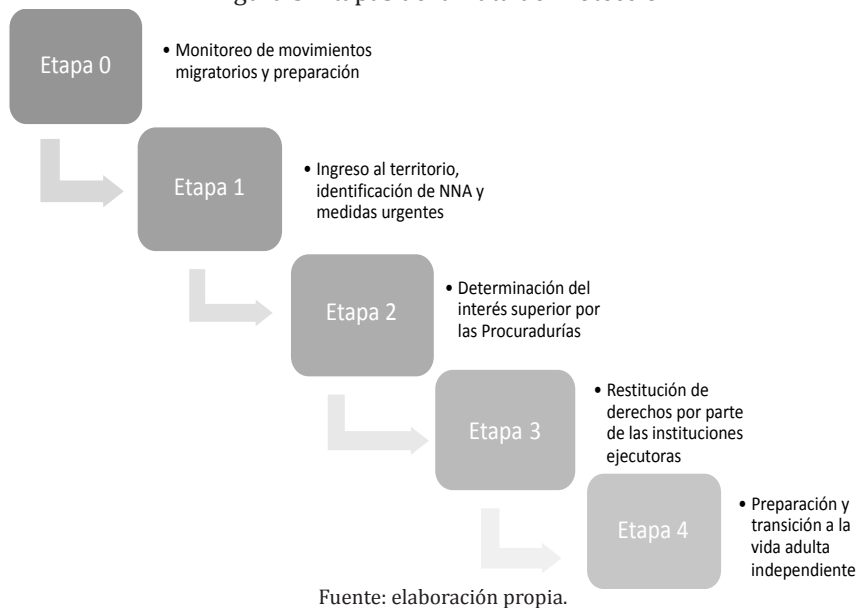 Etapa 0
• Monitoreo de movimientos
migratorios y preparación
Etapa 1
• Ingreso al territorio,
identificación de NNA y
medidas urgentes
Etapa 2
• Determinación del
interés superior por
las Procuradurías
Etapa 3
• Restitución de
derechos por parte
de las instituciones
ejecutoras
Etapa 4
• Preparación y
transición a la
vida adulta
independiente
Fuente: elaboración propia.